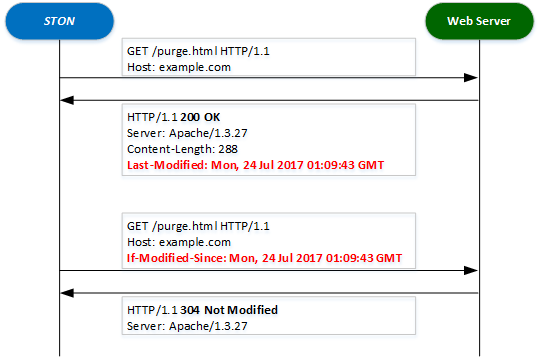 STON
Web Server
GET /purge.html HTTP/1.1
Host: example.com
HTTP/1.1 200 OK
Server: Apache/1.3.27
Content-Length: 288
Last-Modified: Mon, 24 Jul 2017 01:09:43 GMT
GET /purge.html HTTP/1.1
Host: example.com
If-Modified-Since: Mon, 24 Jul 2017 01:09:43 GMT
HTTP/1.1 304 Not Modified
Server: Apache/1.3.27